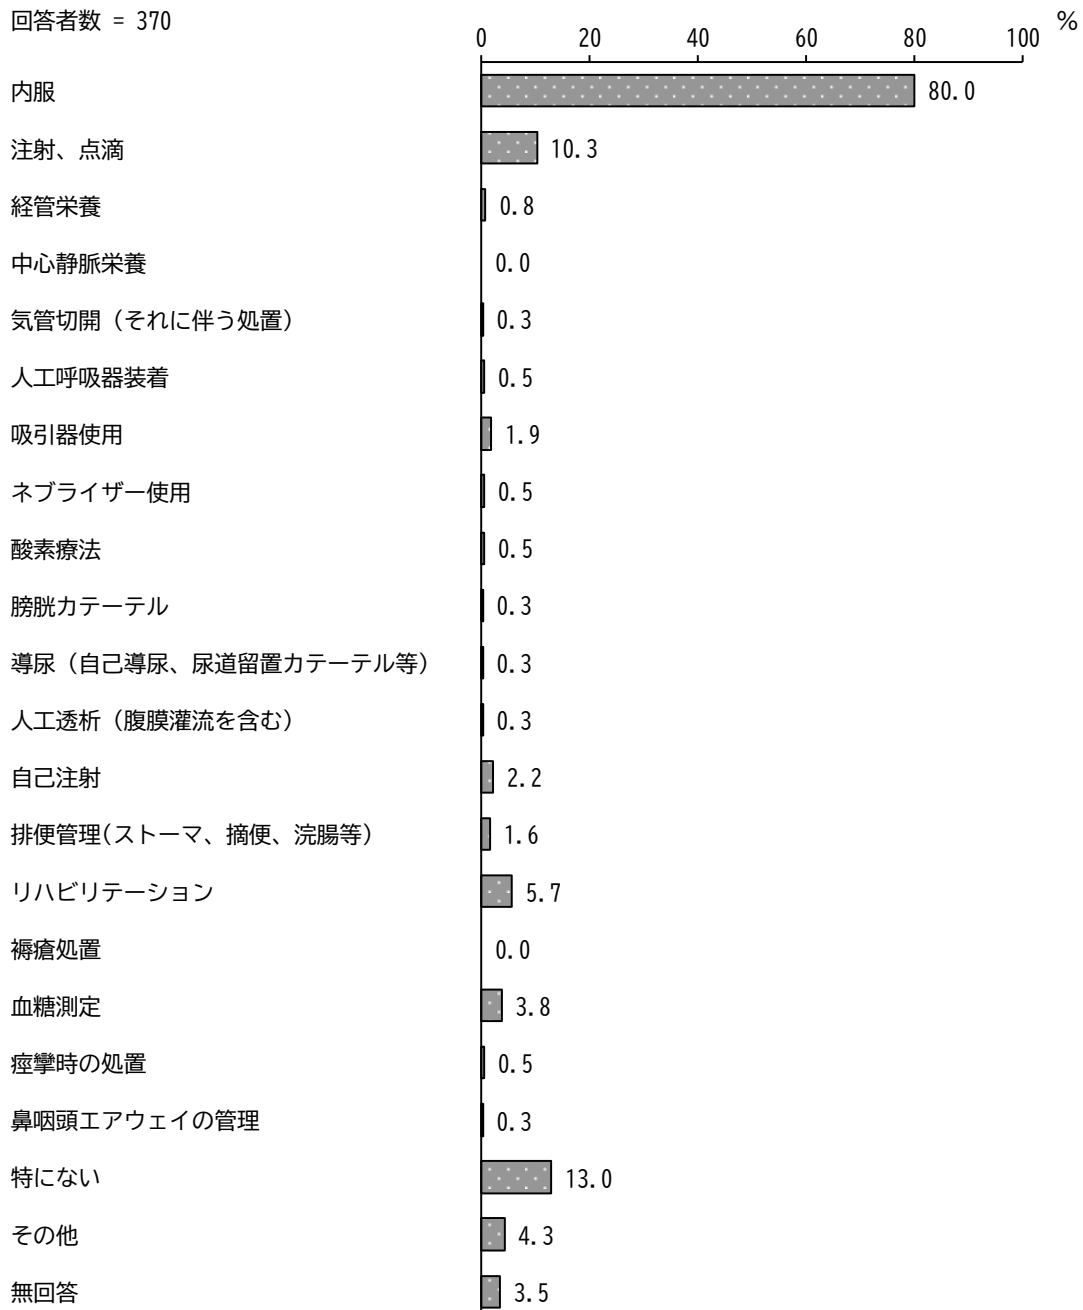 回答者数 = 370
0 20 40 60 80 100 %
内服 80.0
注射、点滴 10.3
経管栄養 0.8
中心静脈栄養 0.0
気管切開（それに伴う処置） 0.3
人工呼吸器装着 0.5
吸引器使用 1.9
ネブライザー使用 0.5
酸素療法 0.5
膀胱カテーテル 0.3
導尿（自己導尿、尿道留置カテーテル等） 0.3
人工透析（腹膜灌流を含む） 0.3
自己注射 2.2
排便管理(ストーマ、摘便、浣腸等） 1.6
リハビリテーション 5.7
褥瘡処置 0.0
血糖測定 3.8
痙攣時の処置 0.5
鼻咽頭エアウェイの管理 0.3
特にない 13.0
その他 4.3
無回答 3.5